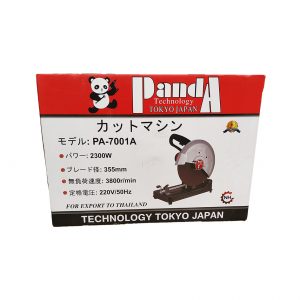 PandA
Technology
TOKYO JAPAN
カットマシン
モデル: PA-7001A
パワー: 2300W
ブレード径: 355mm
無負荷速度: 3800r/min
定格電圧: 220V/50Hz
FOR EXPORT TO THAILAND
TECHNOLOGY TOKYO JAPAN